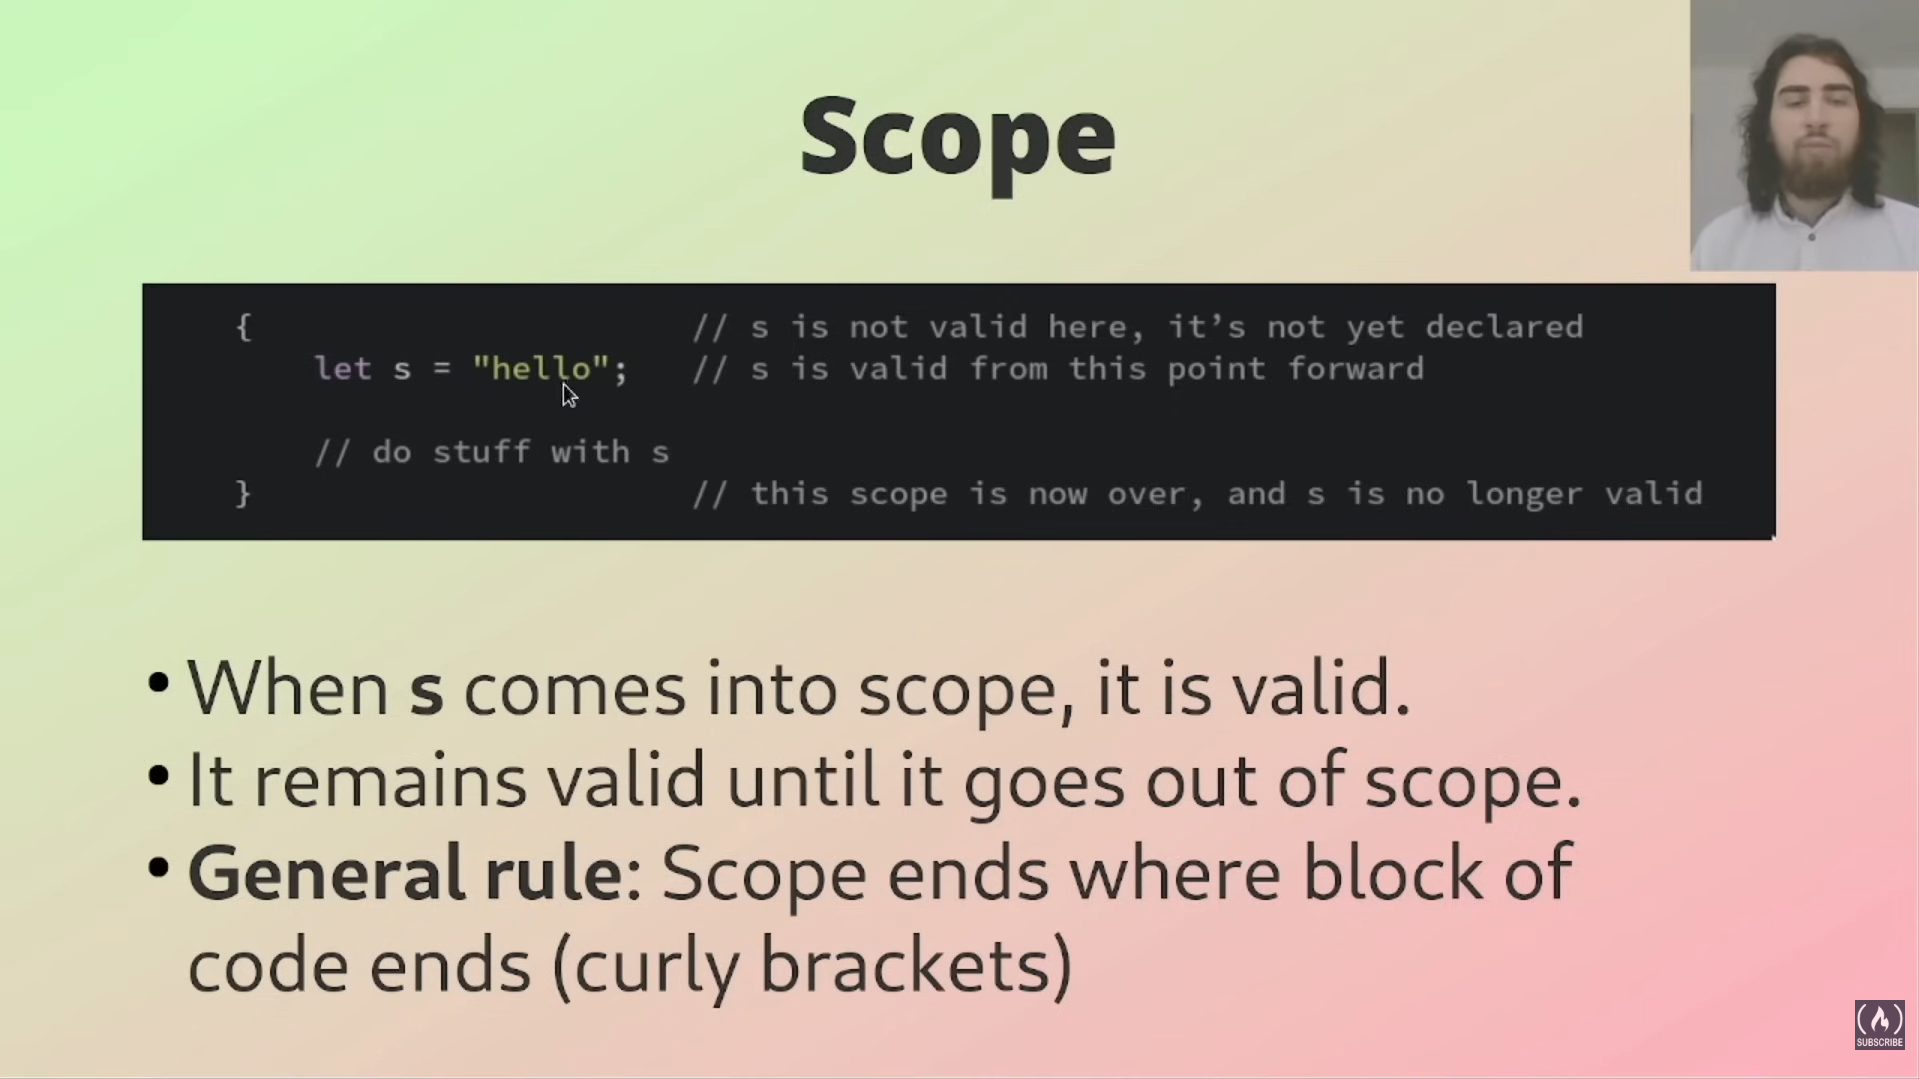 Scope
{ // s is not valid here, it’s not yet declared
let s = "hello"; // s is valid from this point forward
// do stuff with s
} // this scope is now over, and s is no longer valid
• When s comes into scope, it is valid.
• It remains valid until it goes out of scope.
• General rule: Scope ends where block of
code ends (curly brackets)
SUBSCRIBE